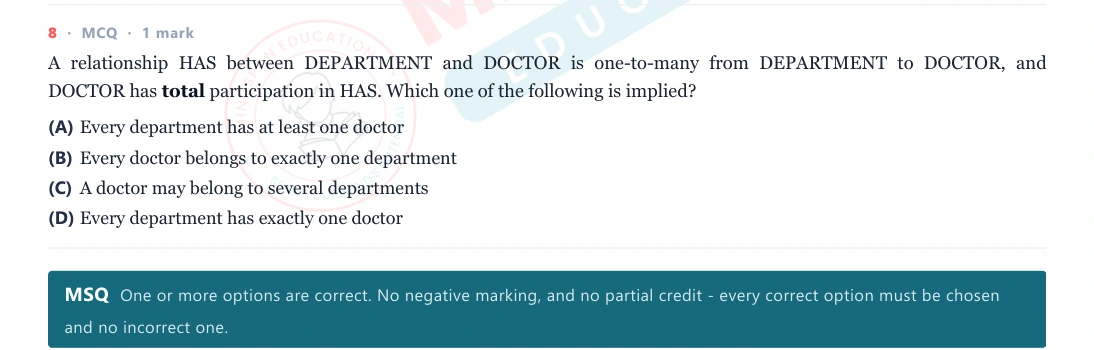 8 · MCQ · 1 mark
A relationship HAS between DEPARTMENT and DOCTOR is one-to-many from DEPARTMENT to DOCTOR, and
DOCTOR has total participation in HAS. Which one of the following is implied?
(A) Every department has at least one doctor
(B) Every doctor belongs to exactly one department
(C) A doctor may belong to several departments
(D) Every department has exactly one doctor
MSQ One or more options are correct. No negative marking, and no partial credit - every correct option must be chosen
and no incorrect one.